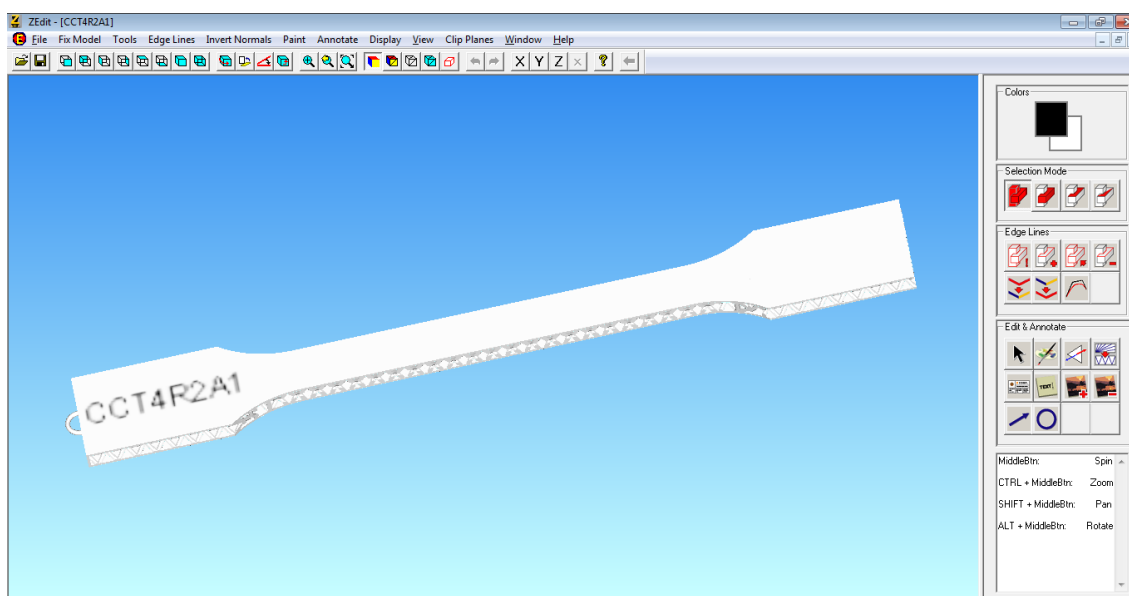 ZEdit - [CCT4R2A1]
File Fix Model Tools Edge Lines Invert Normals Paint Annotate Display View Clip Planes Window Help
X Y Z x ?
Colors
Selection Mode
Edge Lines
Edit & Annotate
TEXT
MiddleBtn: Spin
CTRL + MiddleBtn: Zoom
SHIFT + MiddleBtn: Pan
ALT + MiddleBtn: Rotate
CCT4R2A1